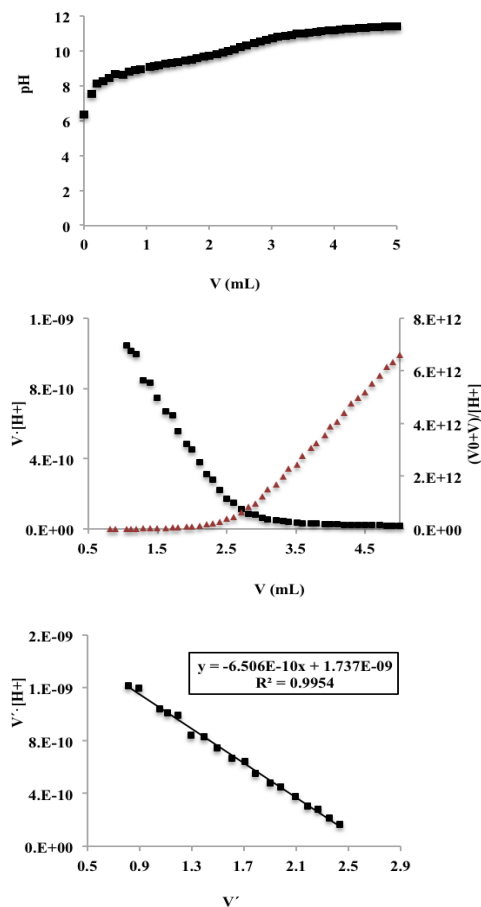 pH
12
10
8
6
4
2
0
0 1 2 3 4 5
V (mL)
V·[H+]
1.E-09
8.E-10
4.E-10
0.E+00
8.E+12
6.E+12
4.E+12
2.E+12
0.E+00
(V0+V)/[H+]
0.5 1.5 2.5 3.5 4.5
V (mL)
V´·[H+]
2.E-09
1.E-09
8.E-10
4.E-10
0.E+00
y = -6.506E-10x + 1.737E-09
R² = 0.9954
0.5 0.9 1.3 1.7 2.1 2.5 2.9
V´